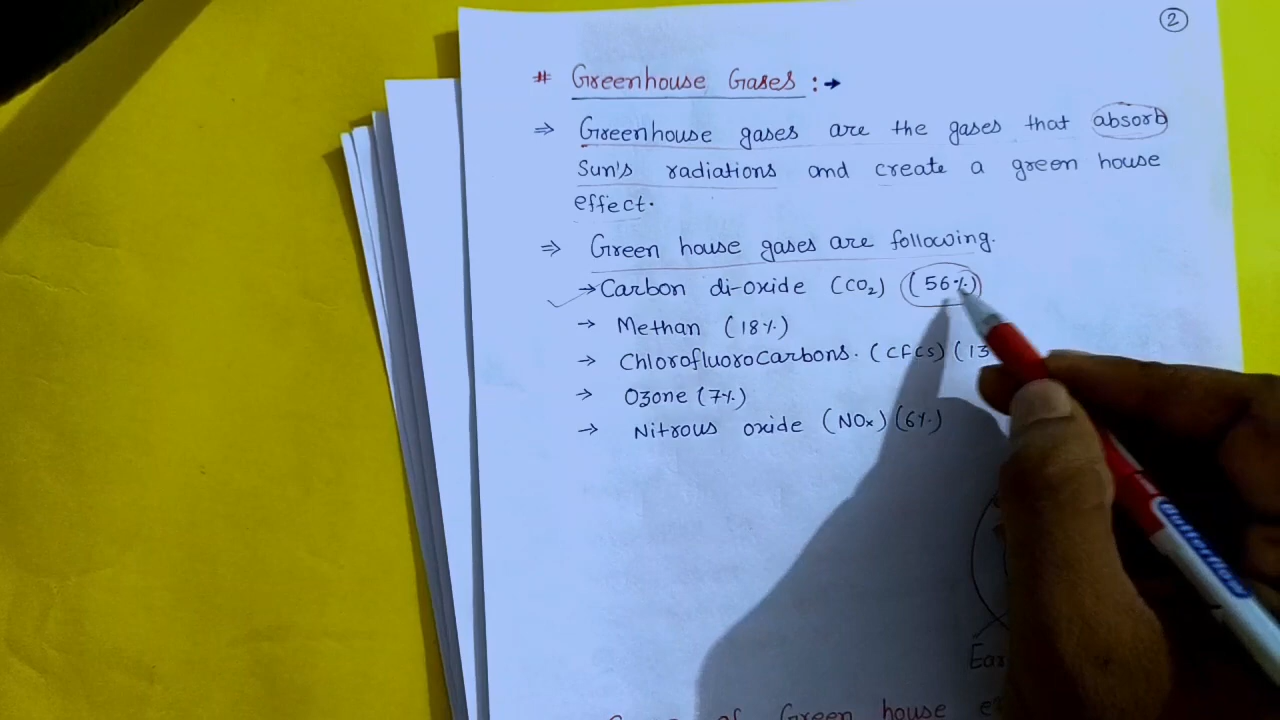 2
# Greenhouse Gases :→
⇒ Greenhouse gases are the gases that absorb
Sun's radiations and create a green house
effect.
⇒ Green house gases are following.
→ Carbon di-oxide (CO₂) (56%)
→ Methan (18%)
→ Chlorofluorocarbons. (CFCs) (13
→ Ozone (7%)
→ Nitrous oxide (NOx) (6%)
Butterflow
Ear
of Green house